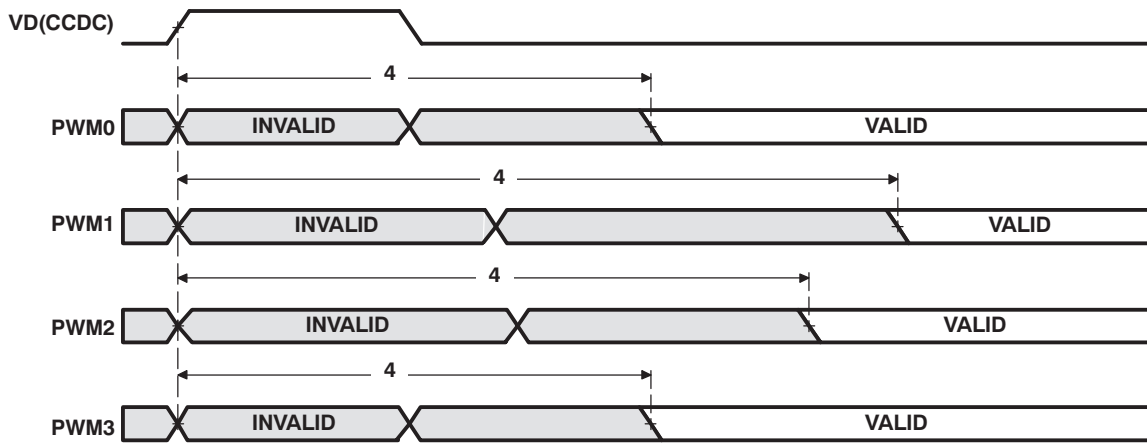 VD(CCDC)
4
PWM0 INVALID VALID
4
PWM1 INVALID VALID
4
PWM2 INVALID VALID
4
PWM3 INVALID VALID